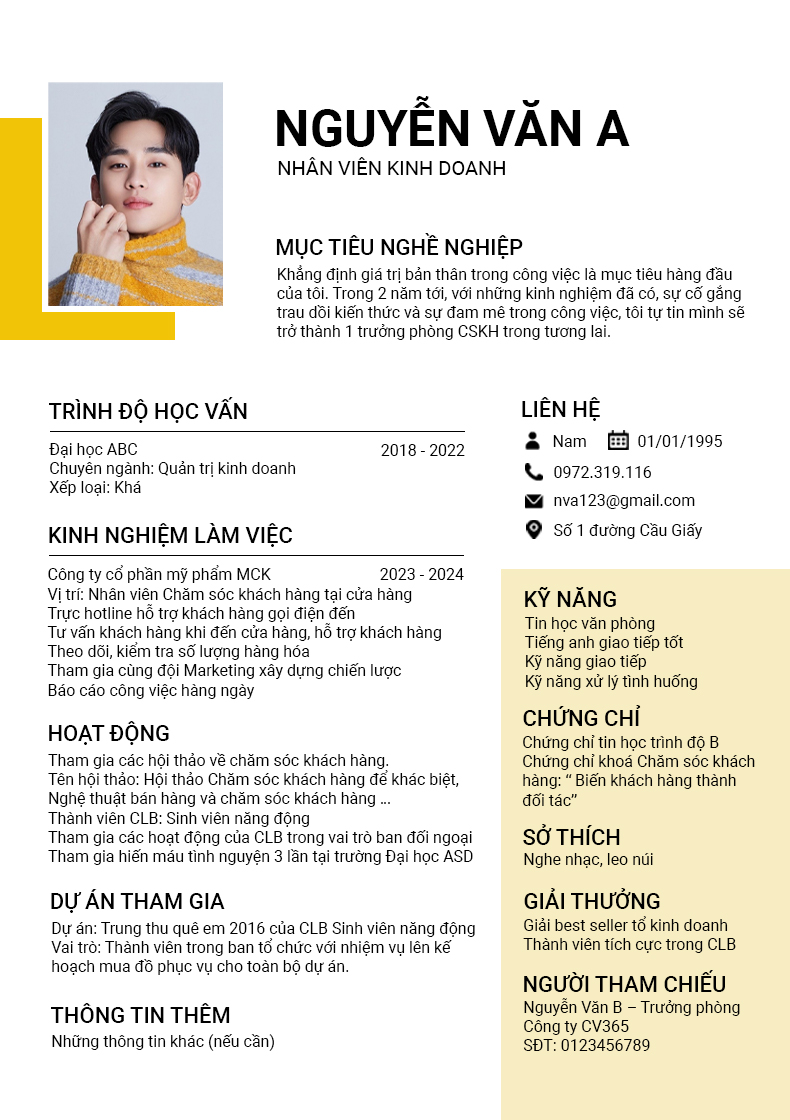 NGUYỄN VĂN A
NHÂN VIÊN KINH DOANH
MỤC TIÊU NGHỀ NGHIỆP
Khẳng định giá trị bản thân trong công việc là mục tiêu hàng đầu
của tôi. Trong 2 năm tới, với những kinh nghiệm đã có, sự cố gắng
trau dồi kiến thức và sự đam mê trong công việc, tôi tự tin mình sẽ
trở thành 1 trưởng phòng CSKH trong tương lai.
TRÌNH ĐỘ HỌC VẤN
Đại học ABC 2018 - 2022
Chuyên ngành: Quản trị kinh doanh
Xếp loại: Khá
KINH NGHIỆM LÀM VIỆC
Công ty cổ phần mỹ phẩm MCK 2023 - 2024
Vị trí: Nhân viên Chăm sóc khách hàng tại cửa hàng
Trực hotline hỗ trợ khách hàng gọi điện đến
Tư vấn khách hàng khi đến cửa hàng, hỗ trợ khách hàng
Theo dõi, kiểm tra số lượng hàng hóa
Tham gia cùng đội Marketing xây dựng chiến lược
Báo cáo công việc hàng ngày
HOẠT ĐỘNG
Tham gia các hội thảo về chăm sóc khách hàng.
Tên hội thảo: Hội thảo Chăm sóc khách hàng để khác biệt,
Nghệ thuật bán hàng và chăm sóc khách hàng ...
Thành viên CLB: Sinh viên năng động
Tham gia các hoạt động của CLB trong vai trò ban đối ngoại
Tham gia hiến máu tình nguyện 3 lần tại trường Đại học ASD
DỰ ÁN THAM GIA
Dự án: Trung thu quê em 2016 của CLB Sinh viên năng động
Vai trò: Thành viên trong ban tổ chức với nhiệm vụ lên kế
hoạch mua đồ phục vụ cho toàn bộ dự án.
THÔNG TIN THÊM
Những thông tin khác (nếu cần)
LIÊN HỆ
Nam 01/01/1995
0972.319.116
nva123@gmail.com
Số 1 đường Cầu Giấy
KỸ NĂNG
Tin học văn phòng
Tiếng anh giao tiếp tốt
Kỹ năng giao tiếp
Kỹ năng xử lý tình huống
CHỨNG CHỈ
Chứng chỉ tin học trình độ B
Chứng chỉ khoá Chăm sóc khách
hàng: “ Biến khách hàng thành
đối tác”
SỞ THÍCH
Nghe nhạc, leo núi
GIẢI THƯỞNG
Giải best seller tổ kinh doanh
Thành viên tích cực trong CLB
NGƯỜI THAM CHIẾU
Nguyễn Văn B – Trưởng phòng
Công ty CV365
SĐT: 0123456789